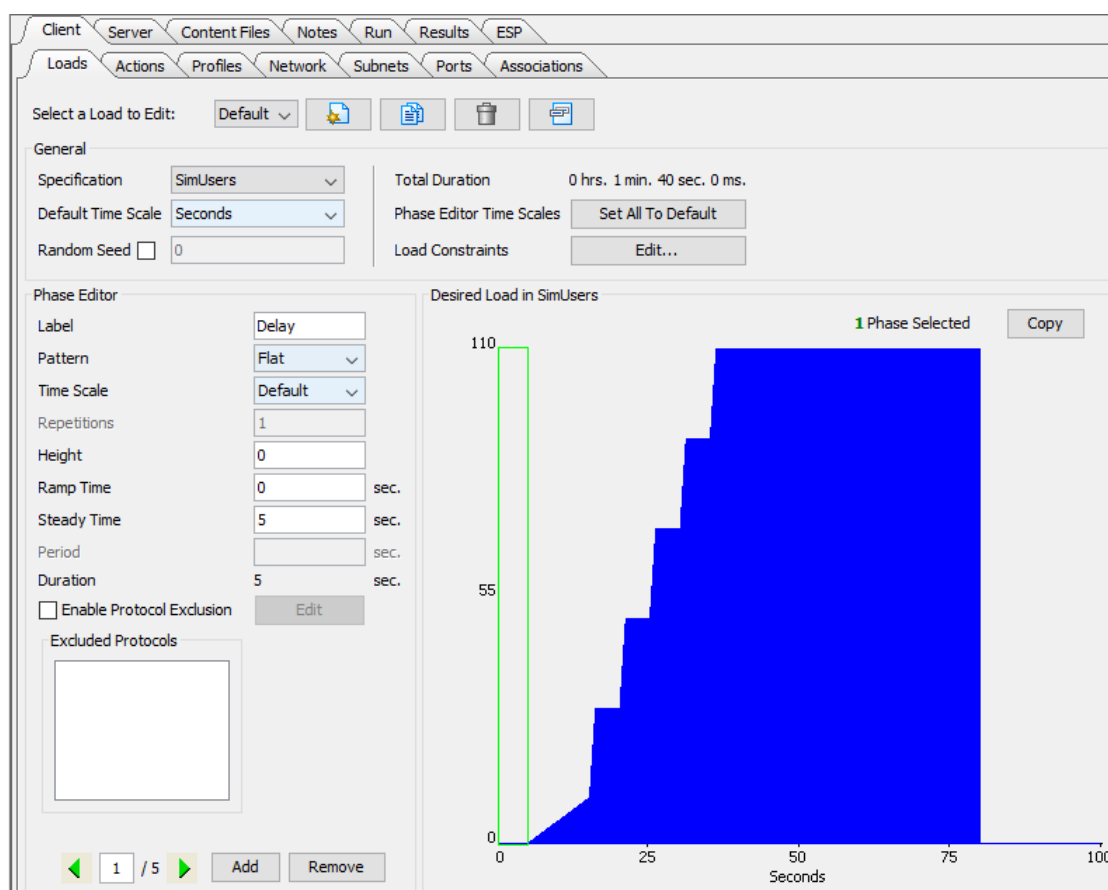 Client Server Content Files Notes Run Results ESP
Loads Actions Profiles Network Subnets Ports Associations
Select a Load to Edit: Default
General
Specification SimUsers Total Duration 0 hrs. 1 min. 40 sec. 0 ms.
Default Time Scale Seconds Phase Editor Time Scales Set All To Default
Random Seed 0 Load Constraints Edit...
Phase Editor
Label Delay
Pattern Flat
Time Scale Default
Repetitions 1
Height 0
Ramp Time 0 sec.
Steady Time 5 sec.
Period sec.
Duration 5 sec.
Enable Protocol Exclusion Edit
Excluded Protocols
1 / 5 Add Remove
Desired Load in SimUsers
1 Phase Selected Copy
110
55
0
0 25 50 75 100
Seconds